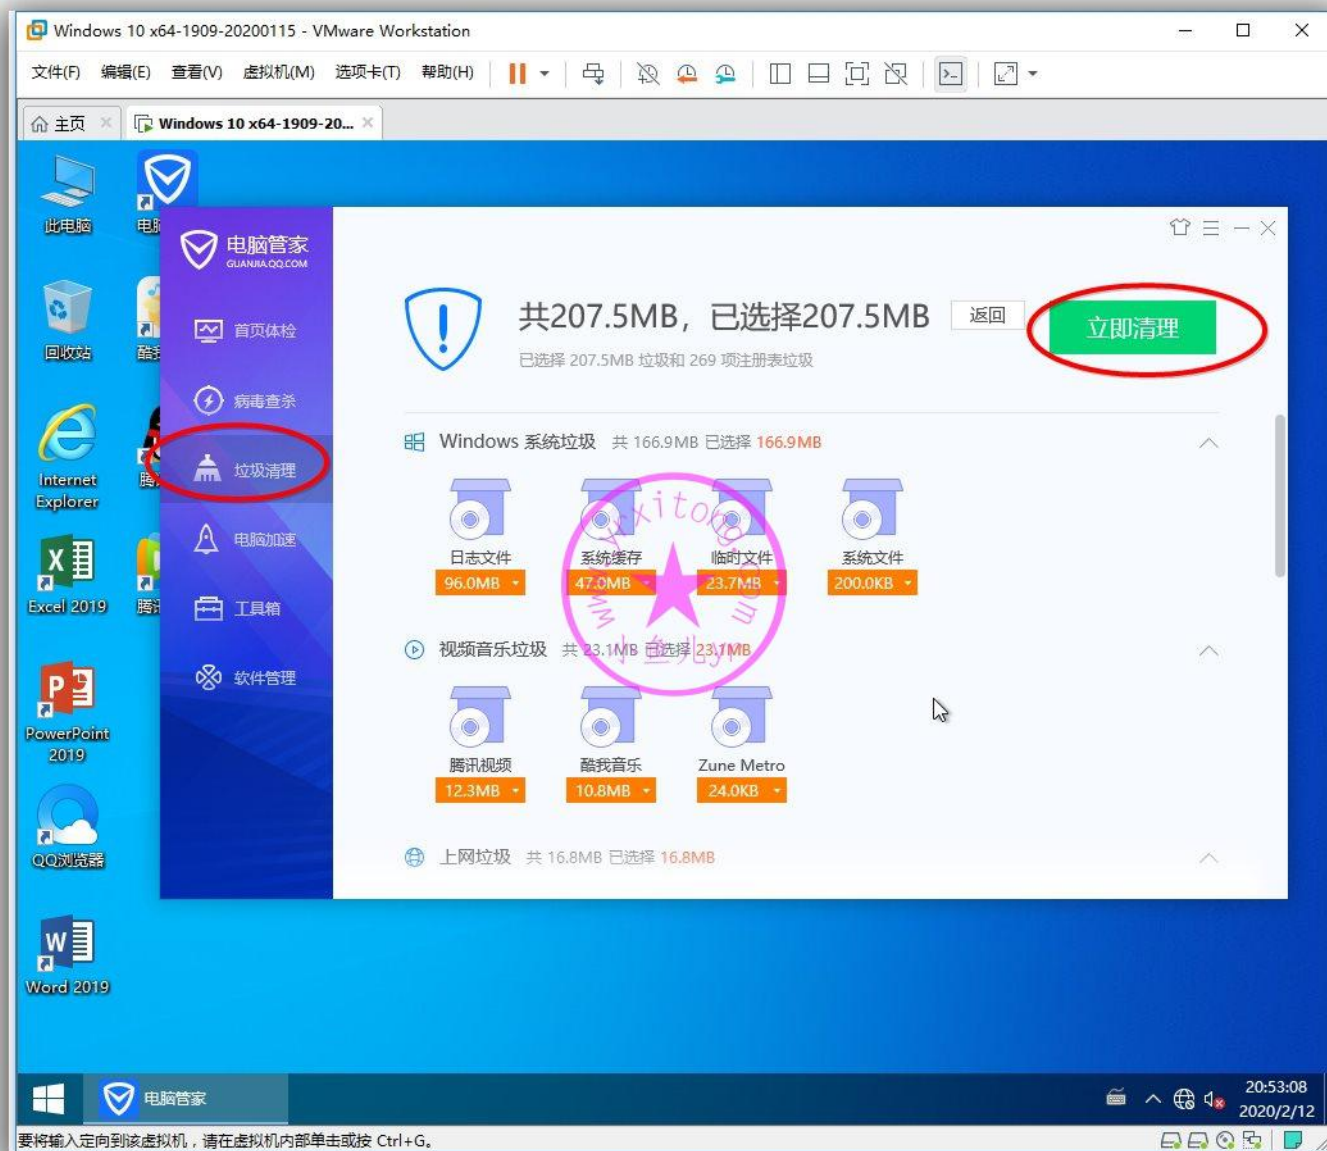 Windows 10 x64-1909-20200115 - VMware Workstation
文件(F) 编辑(E) 查看(V) 虚拟机(M) 选项卡(T) 帮助(H)
主页 Windows 10 x64-1909-20...
此电脑
回收站
Internet
Explorer
Excel 2019
PowerPoint
2019
QQ浏览器
Word 2019
电脑管家
GUANJIA.QQ.COM
首页体检
病毒查杀
垃圾清理
电脑加速
工具箱
软件管理
共207.5MB，已选择207.5MB 返回 立即清理
已选择 207.5MB 垃圾和 269 项注册表垃圾
Windows 系统垃圾 共 166.9MB 已选择 166.9MB
日志文件 系统缓存 临时文件 系统文件
96.0MB 47.0MB 23.7MB 200.0KB
视频音乐垃圾 共 23.1MB 已选择 23.1MB
腾讯视频 酷我音乐 Zune Metro
12.3MB 10.8MB 24.0KB
上网垃圾 共 16.8MB 已选择 16.8MB
www.yrxitong.com
小鱼儿yr
电脑管家
20:53:08
2020/2/12
要将输入定向到该虚拟机，请在虚拟机内部单击或按 Ctrl+G。